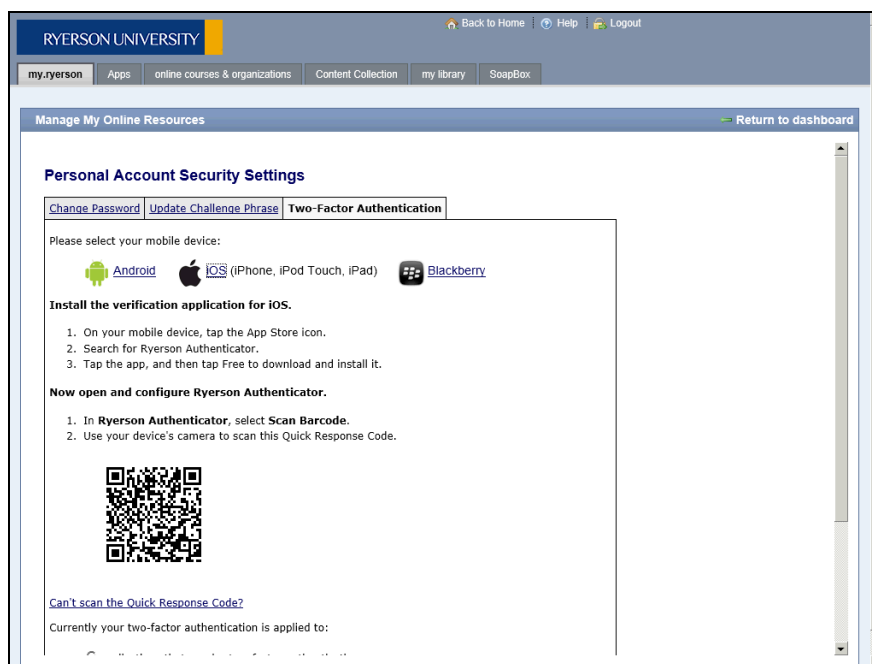 Back to Home Help Logout
RYERSON UNIVERSITY
my.ryerson Apps online courses & organizations Content Collection my library SoapBox
Manage My Online Resources Return to dashboard
Personal Account Security Settings
Change Password Update Challenge Phrase Two-Factor Authentication
Please select your mobile device:
Android iOS (iPhone, iPod Touch, iPad) Blackberry
Install the verification application for iOS.
1. On your mobile device, tap the App Store icon.
2. Search for Ryerson Authenticator.
3. Tap the app, and then tap Free to download and install it.
Now open and configure Ryerson Authenticator.
1. In Ryerson Authenticator, select Scan Barcode.
2. Use your device's camera to scan this Quick Response Code.
Can't scan the Quick Response Code?
Currently your two-factor authentication is applied to: